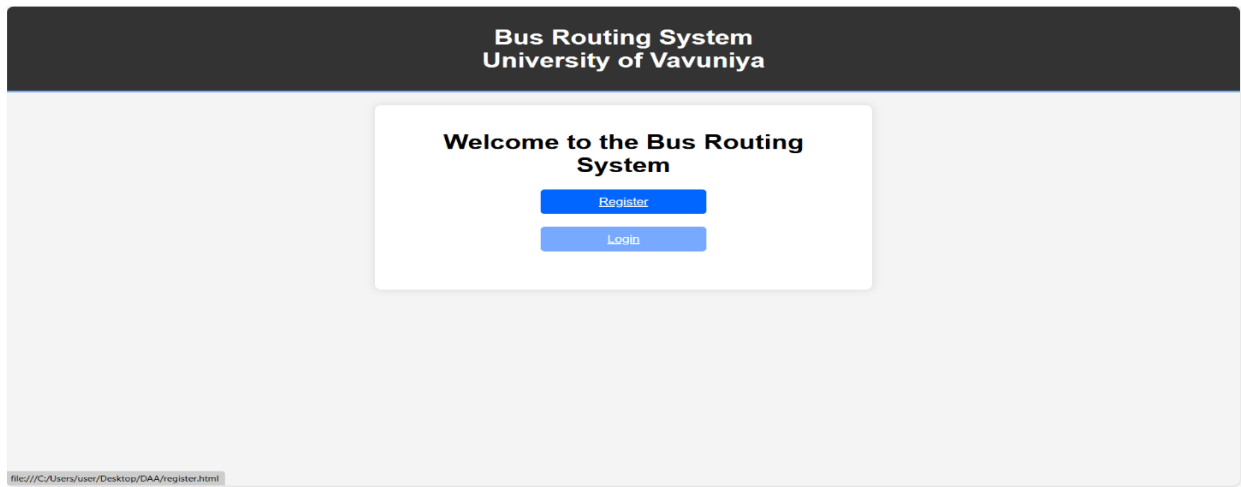 Bus Routing System
University of Vavuniya
Welcome to the Bus Routing
System
Register
Login
file:///C:/Users/user/Desktop/DAA/register.html